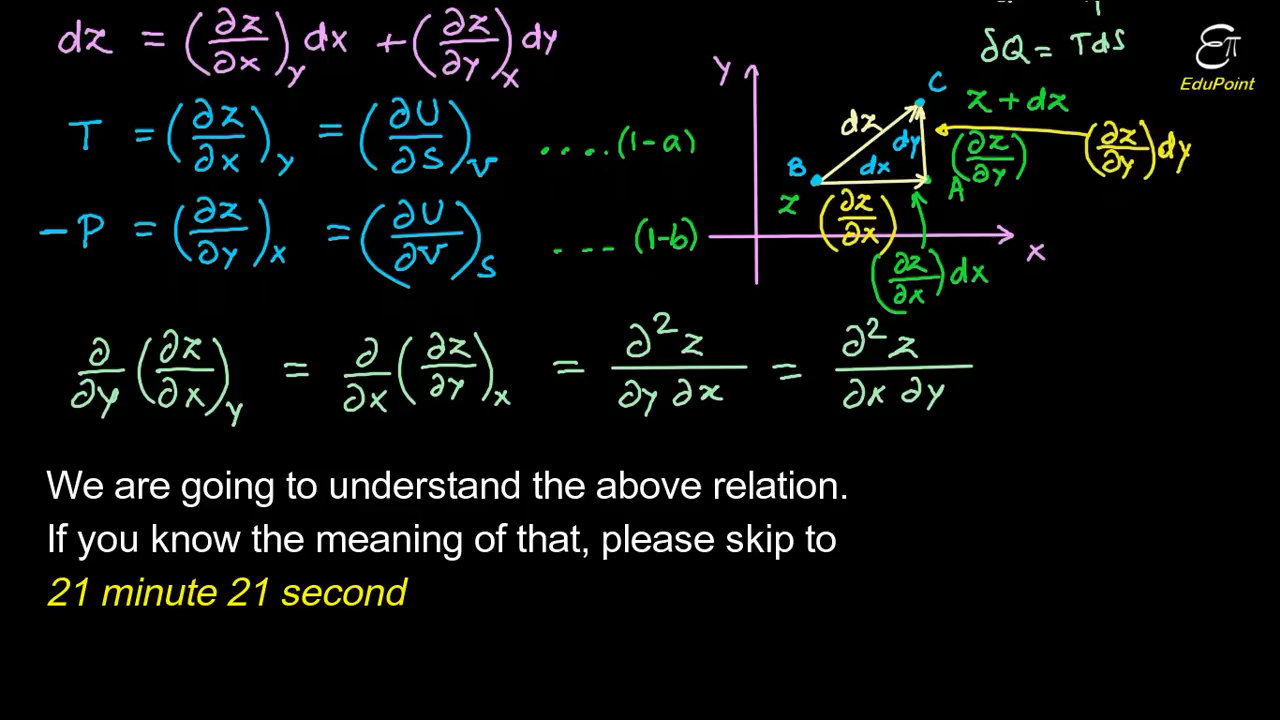 dz = (∂z/∂x)_y dx + (∂z/∂y)_x dy
δQ = TdS
EduPoint
T = (∂z/∂x)_y = (∂U/∂S)_V ....(1-a)
-P = (∂z/∂y)_x = (∂U/∂V)_S ... (1-b)
Y
C
z + dz
dz
dy
(∂z/∂y)
(∂z/∂y)dy
B
dx
A
z
(∂z/∂x)
x
(∂z/∂x)dx
∂/∂y (∂z/∂x)_y = ∂/∂x (∂z/∂y)_x = ∂²z/∂y ∂x = ∂²z/∂x ∂y
We are going to understand the above relation.
If you know the meaning of that, please skip to
21 minute 21 second